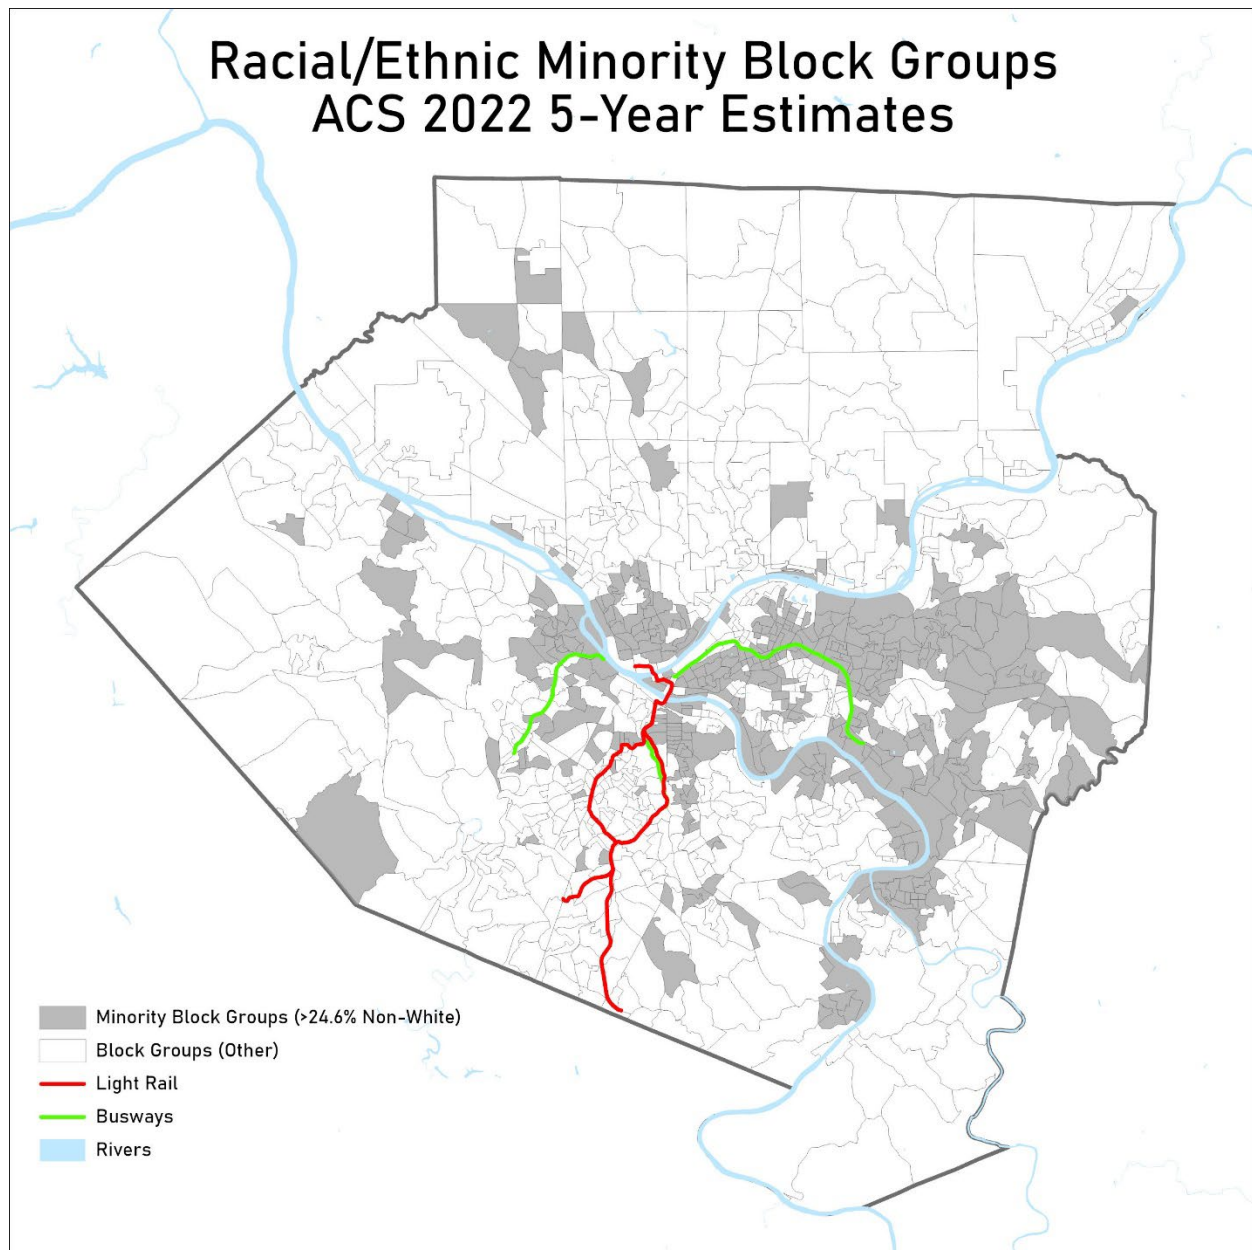 Racial/Ethnic Minority Block Groups
ACS 2022 5-Year Estimates
Minority Block Groups (>24.6% Non-White)
Block Groups (Other)
Light Rail
Busways
Rivers